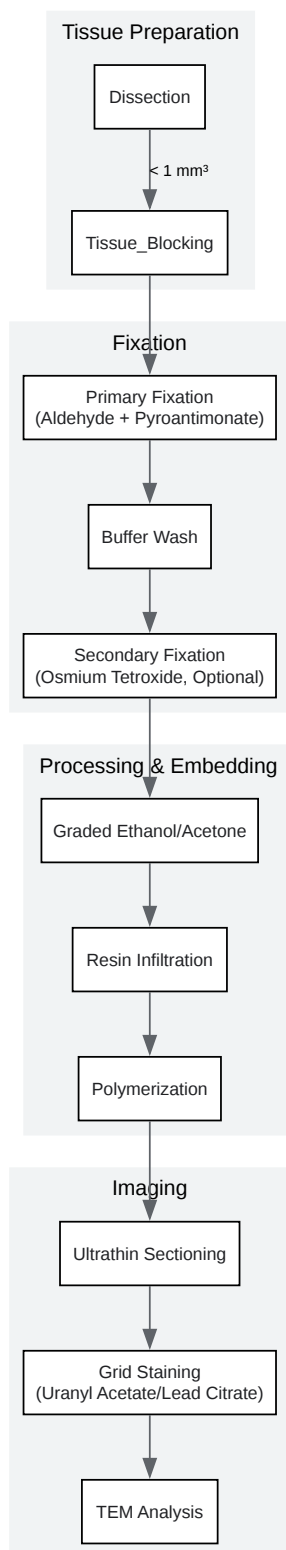 Tissue Preparation
Dissection
< 1 mm³
Tissue_Blocking
Fixation
Primary Fixation
(Aldehyde + Pyroantimonate)
Buffer Wash
Secondary Fixation
(Osmium Tetroxide, Optional)
Processing & Embedding
Graded Ethanol/Acetone
Resin Infiltration
Polymerization
Imaging
Ultrathin Sectioning
Grid Staining
(Uranyl Acetate/Lead Citrate)
TEM Analysis